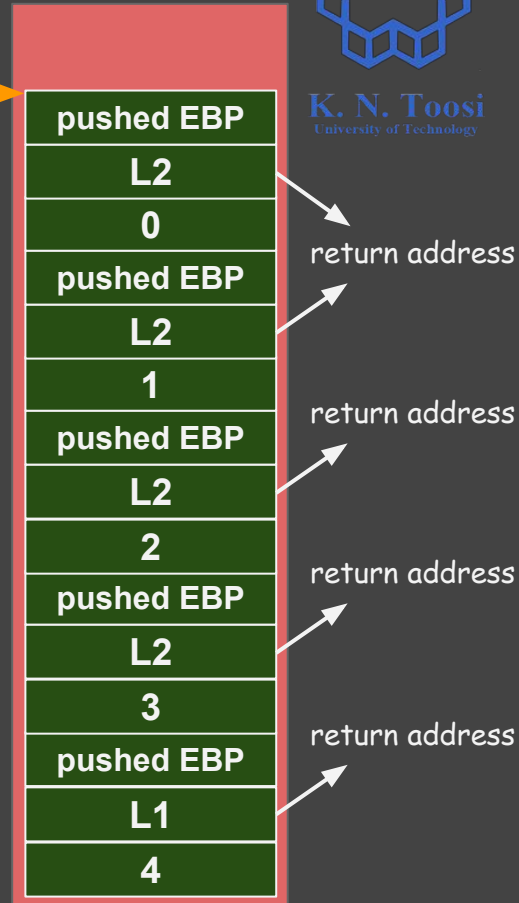 K. N. Toosi
University of Technology
pushed EBP
L2
0
return address
pushed EBP
L2
1
return address
pushed EBP
L2
2
return address
pushed EBP
L2
3
return address
pushed EBP
L1
4